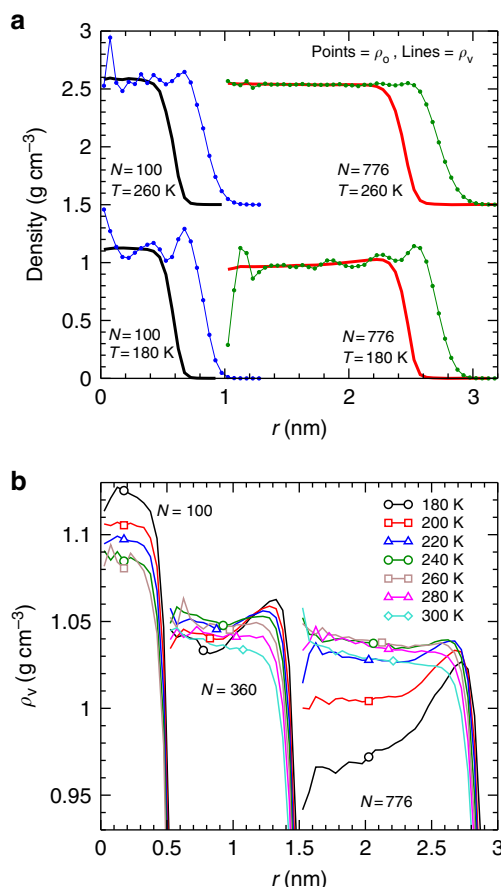 a
Points = ρo , Lines = ρv
3
2.5
2
1.5
1
0.5
0
Density (g cm–3)
N = 100
T = 260 K
N = 776
T = 260 K
N = 100
T = 180 K
N = 776
T = 180 K
0 1 2 3
r (nm)
b
N = 100
180 K
200 K
220 K
240 K
260 K
280 K
300 K
1.1
1.05
1
0.95
ρv (g cm–3)
N = 360
N = 776
0 0.5 1 1.5 2 2.5 3
r (nm)